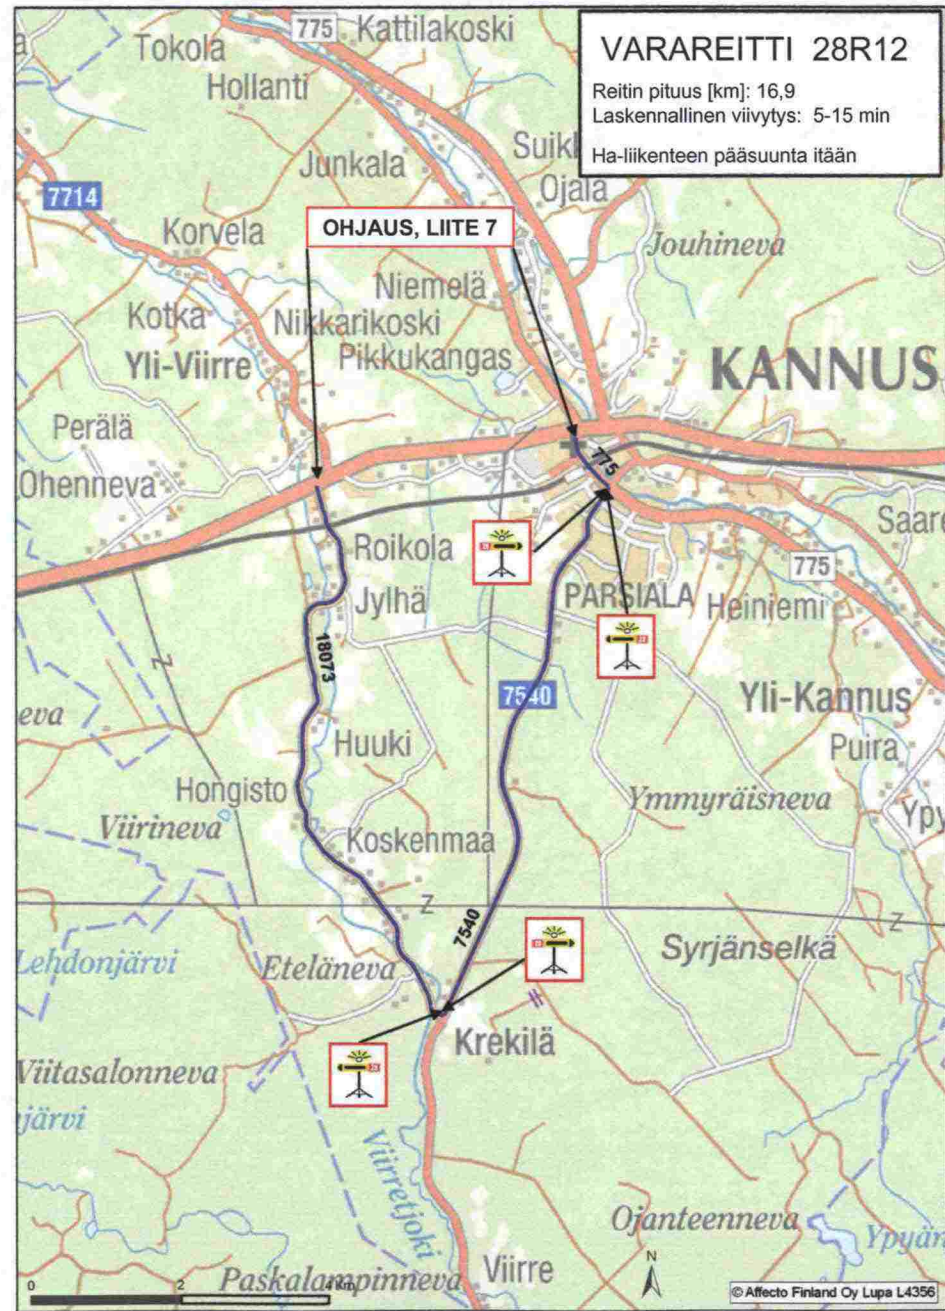 VARAREITTI 28R12
Reitin pituus [km]: 16,9
Laskennallinen viivytys: 5-15 min
Ha-liikenteen pääsuunta itään
775
Kattilakoski
Tokola
Hollanti
Junkala
Ojala
7714
OHJAUS, LIITE 7
Korvela
Jouhineva
Niemelä
Kotka
Nikkarikoski
Yli-Viirre
Pikkukangas
KANNUS
Perälä
775
Ohenneva
Roikola
Jylhä
PARSIALA
Heiniemi
775
18073
7540
Yli-Kannus
eva
Huuki
Puira
Hongisto
Ymmyräisneva
Viirineva
Koskenmaa
Z
Z
Z
7540
Lehdonjärvi
Eteläneva
Syrjänselkä
Krekilä
Viitasalonneva
järvi
Viirretjoki
Ojanteenneva
N
Viirre
Paskalampinneva
0 2 4 Km
© Affecto Finland Oy Lupa L4356